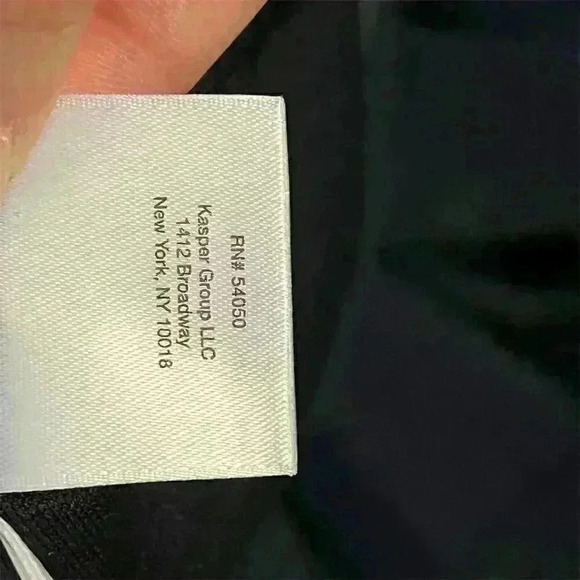 RN# 54050
Kasper Group LLC
1412 Broadway
New York, NY 10018